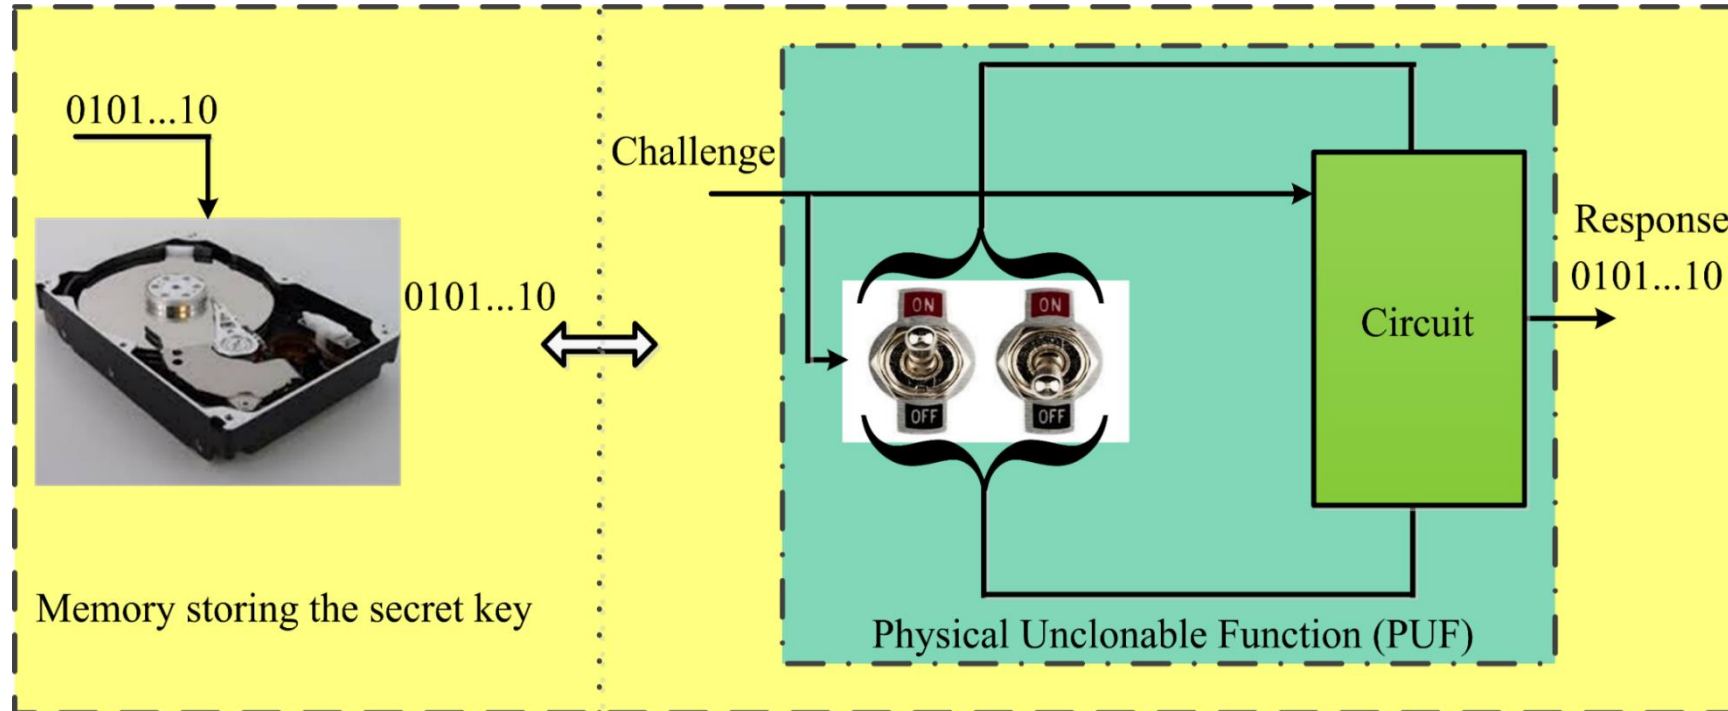 0101...10
0101...10
Memory storing the secret key
Challenge
ON
ON
OFF
OFF
Circuit
Response
0101...10
Physical Unclonable Function (PUF)